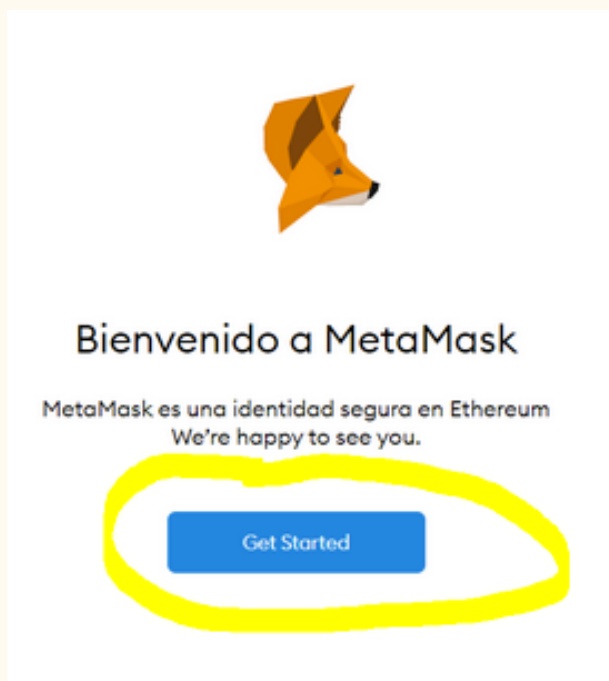 Bienvenido a MetaMask
MetaMask es una identidad segura en Ethereum
We're happy to see you.
Get Started